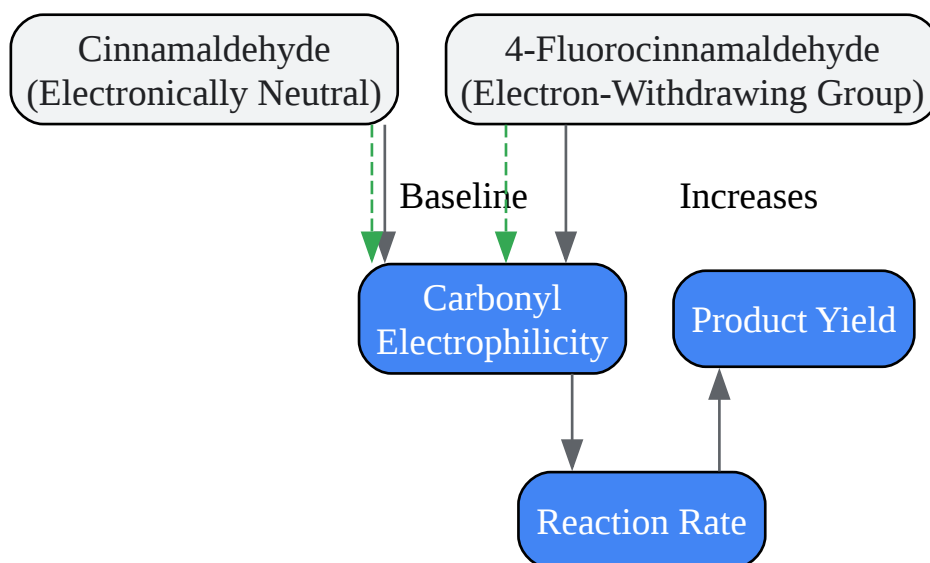 Cinnamaldehyde
(Electronically Neutral)
4-Fluorocinnamaldehyde
(Electron-Withdrawing Group)
Baseline
Increases
Carbonyl
Electrophilicity
Product Yield
Reaction Rate